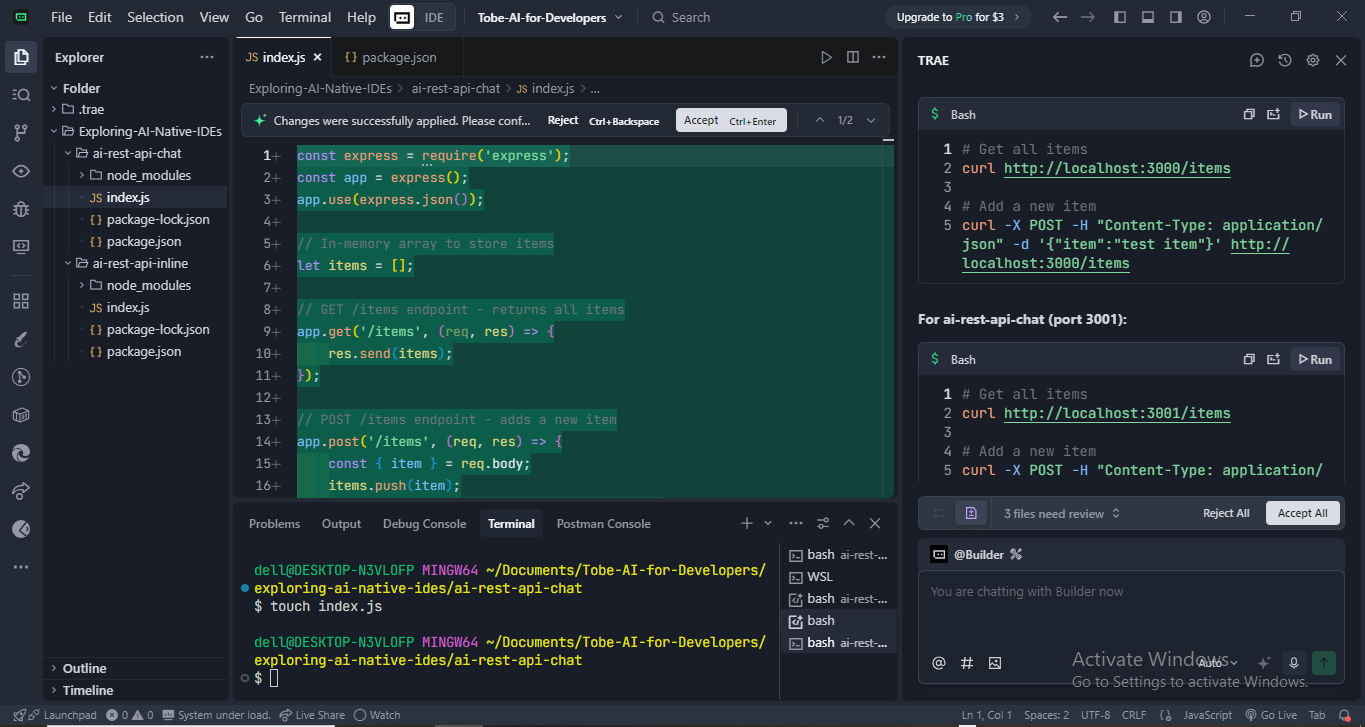 File Edit Selection View Go Terminal Help IDE Tobe-AI-for-Developers Search Upgrade to Pro for $3
Explorer
Folder
.trae
Exploring-AI-Native-IDEs
ai-rest-api-chat
node_modules
JS index.js
{} package-lock.json
{} package.json
ai-rest-api-inline
node_modules
JS index.js
{} package-lock.json
{} package.json
Outline
Timeline
JS index.js {} package.json
Exploring-AI-Native-IDEs > ai-rest-api-chat > JS index.js > ...
Changes were successfully applied. Please conf... Reject Ctrl+Backspace Accept Ctrl+Enter 1/2
1+ const express = require('express');
2+ const app = express();
3+ app.use(express.json());
4+
5+ // In-memory array to store items
6+ let items = [];
7+
8+ // GET /items endpoint - returns all items
9+ app.get('/items', (req, res) => {
10+ res.send(items);
11+ });
12+
13+ // POST /items endpoint - adds a new item
14+ app.post('/items', (req, res) => {
15+ const { item } = req.body;
16+ items.push(item);
Problems Output Debug Console Terminal Postman Console
dell@DESKTOP-N3VLOFP MINGW64 ~/Documents/Tobe-AI-for-Developers/
exploring-ai-native-ides/ai-rest-api-chat
$ touch index.js
dell@DESKTOP-N3VLOFP MINGW64 ~/Documents/Tobe-AI-for-Developers/
exploring-ai-native-ides/ai-rest-api-chat
$
bash ai-rest-...
WSL
bash ai-rest-...
bash
bash ai-rest-...
TRAE
$ Bash Run
1 # Get all items
2 curl http://localhost:3000/items
3
4 # Add a new item
5 curl -X POST -H "Content-Type: application/
json" -d '{"item":"test item"}' http://
localhost:3000/items
For ai-rest-api-chat (port 3001):
$ Bash Run
1 # Get all items
2 curl http://localhost:3001/items
3
4 # Add a new item
5 curl -X POST -H "Content-Type: application/
3 files need review Reject All Accept All
@Builder
You are chatting with Builder now
Auto
Activate Windows
Go to Settings to activate Windows.
Launchpad 0 0 System under load. Live Share Watch Ln 1, Col 1 Spaces: 2 UTF-8 CRLF {} JavaScript Go Live Tab